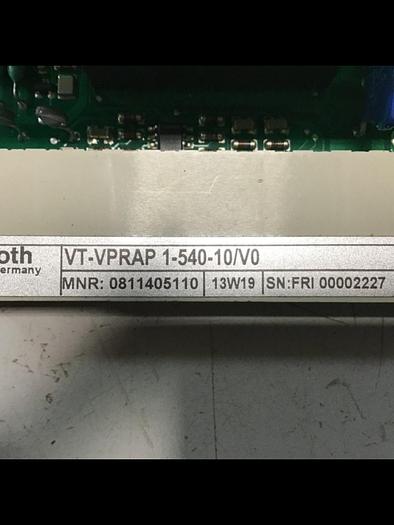 oth VT-VPRAP 1-540-10/V0
ermany MNR: 0811405110 13W19 SN:FRI 00002227